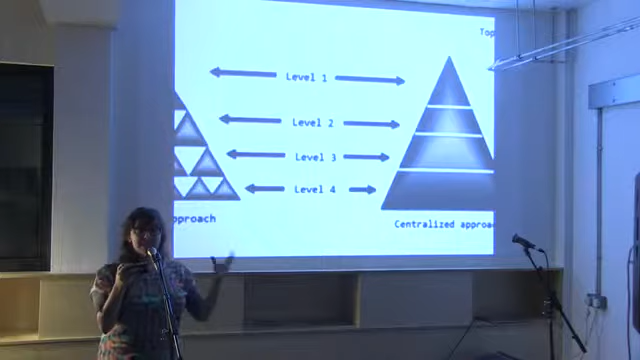 Top
Level 1
Level 2
Level 3
Level 4
pproach
Centralized approa